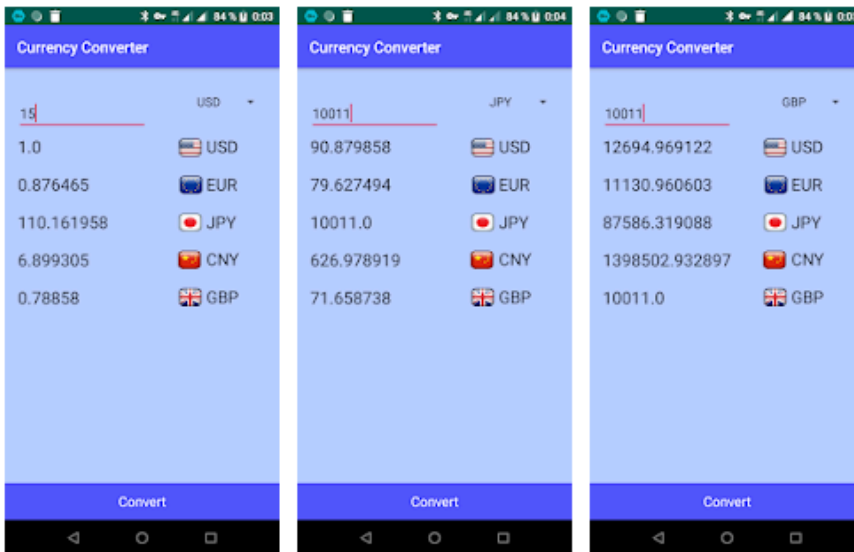 84 % 0:03
Currency Converter
15 USD
1.0 USD
0.876465 EUR
110.161958 JPY
6.899305 CNY
0.78858 GBP
Convert
84 % 0:04
Currency Converter
10011 JPY
90.879858 USD
79.627494 EUR
10011.0 JPY
626.978919 CNY
71.658738 GBP
Convert
84 %
Currency Converter
10011 GBP
12694.969122 USD
11130.960603 EUR
87586.319088 JPY
1398502.932897 CNY
10011.0 GBP
Convert